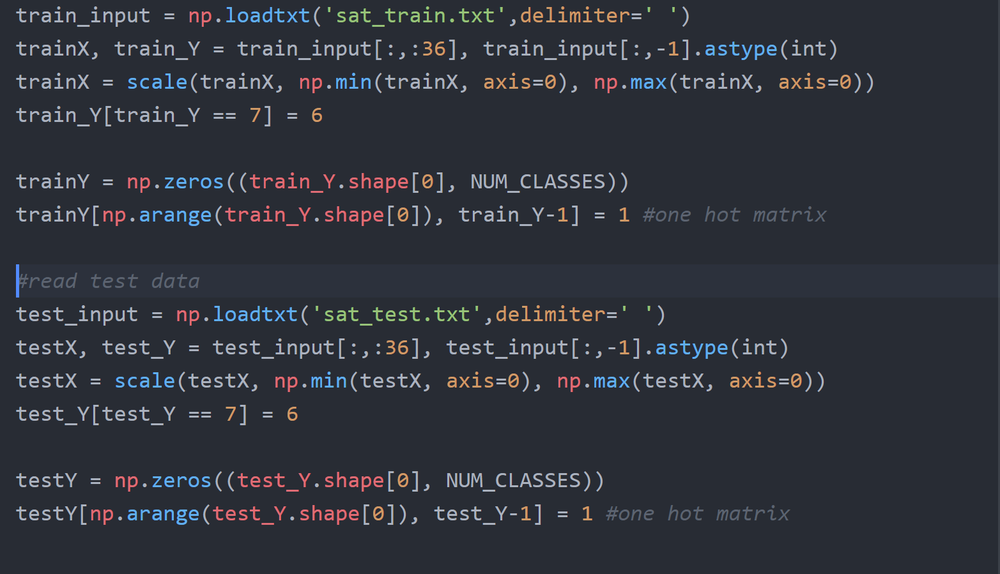 train_input = np.loadtxt('sat_train.txt',delimiter=' ')
trainX, train_Y = train_input[:,:36], train_input[:,-1].astype(int)
trainX = scale(trainX, np.min(trainX, axis=0), np.max(trainX, axis=0))
train_Y[train_Y == 7] = 6
trainY = np.zeros((train_Y.shape[0], NUM_CLASSES))
trainY[np.arange(train_Y.shape[0]), train_Y-1] = 1 #one hot matrix
#read test data
test_input = np.loadtxt('sat_test.txt',delimiter=' ')
testX, test_Y = test_input[:,:36], test_input[:,-1].astype(int)
testX = scale(testX, np.min(testX, axis=0), np.max(testX, axis=0))
test_Y[test_Y == 7] = 6
testY = np.zeros((test_Y.shape[0], NUM_CLASSES))
testY[np.arange(test_Y.shape[0]), test_Y-1] = 1 #one hot matrix